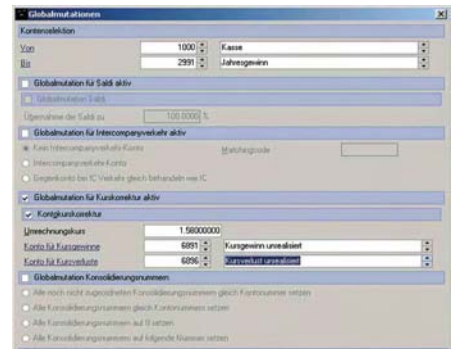 Globalmutationen
Kontenselektion
Von 1000 Kasse
Bis 2991 Jahresgewinn
Globalmutation für Saldi aktiv
Globalmutation Saldi
Übernahme der Saldi zu 100.0000 %
Globalmutation für Intercompanyverkehr aktiv
Kein Intercompanyverkehr-Konto Matchingcode
Intercompanyverkehr-Konto
Gegenkonto bei IC Verkehr gleich behandeln wie IC
Globalmutation für Kurskorrektur aktiv
Kontokurskorrektur
Umrechnungskurs 1.58000000
Konto für Kursgewinne 6891 Kursgewinn unrealisiert
Konto für Kursverluste 6896 Kursverlust unrealisiert
Globalmutation Konsolidierungsnummern
Alle noch nicht zugeordneten Konsolidierungsnummern gleich Kontonummer setzen
Alle Konsolidierungsnummern gleich Kontonummern setzen
Alle Konsolidierungsnummern auf 0 setzen
Alle Konsolidierungsnummern auf folgende Nummer setzen